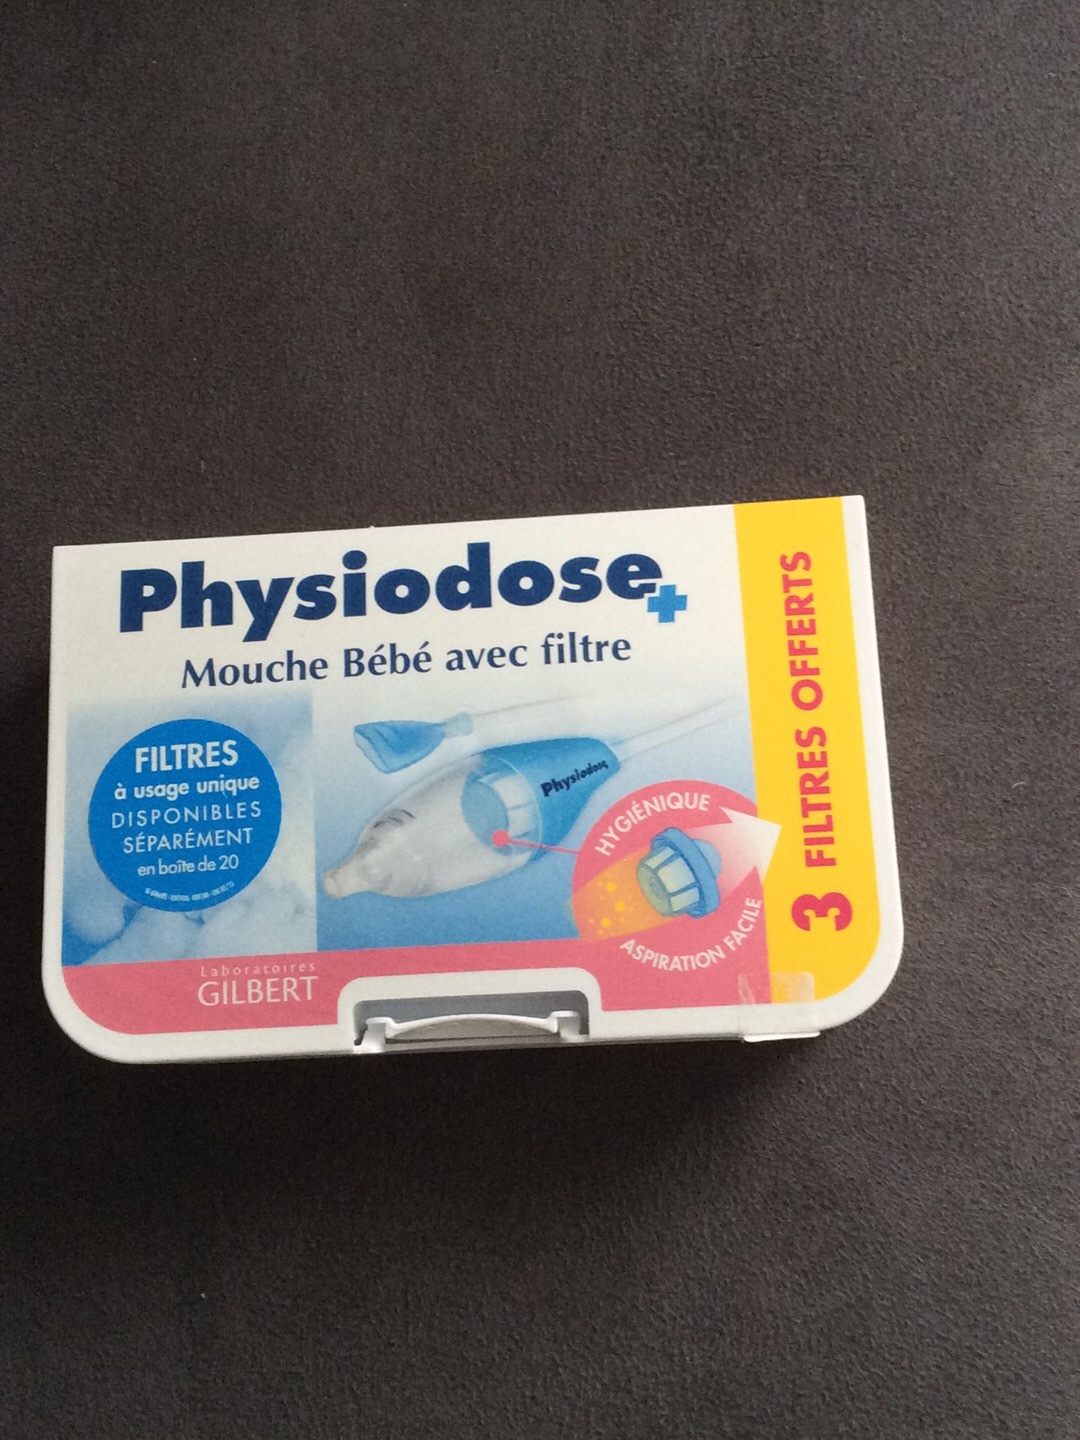 Physiodose
Mouche Bébé avec filtre
FILTRES
à usage unique
DISPONIBLES
SÉPARÉMENT
en boîte de 20
Physiodose
HYGIÉNIQUE
ASPIRATION FACILE
3 FILTRES OFFERTS
Laboratoires
GILBERT